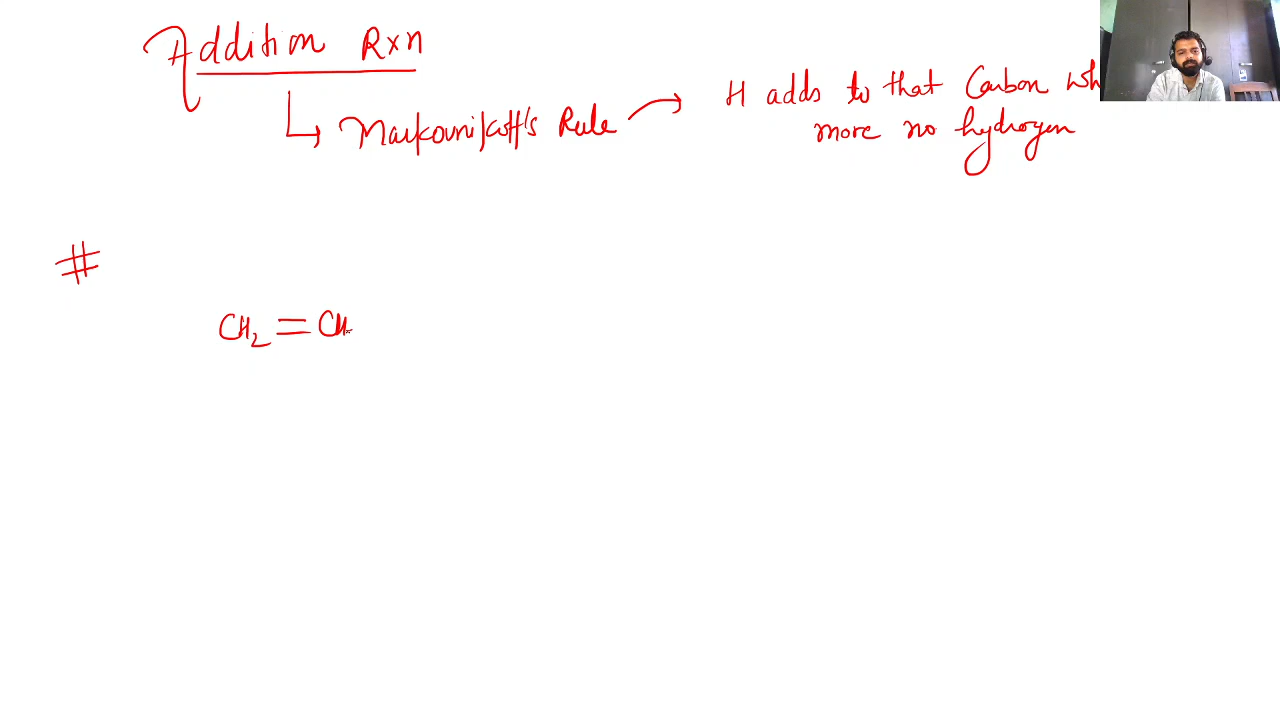 Addition Rxn
Markovnikoff's Rule
H adds to that Carbon wh
more no hydrogen
#
CH2=CH